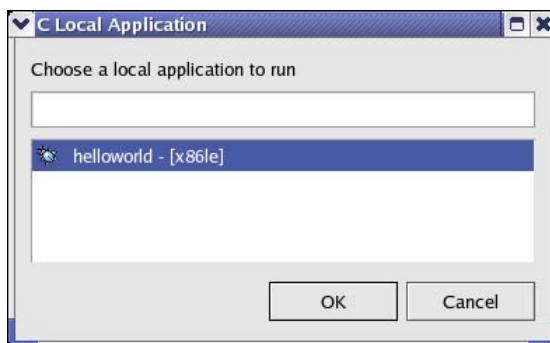 C Local Application
Choose a local application to run
helloworld - [x86le]
OK
Cancel